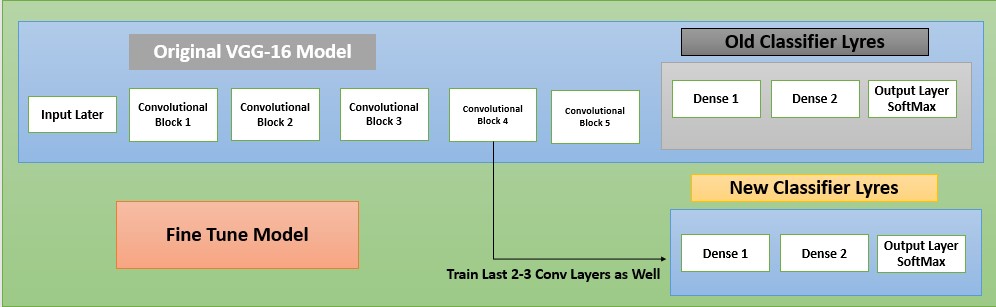 Original VGG-16 Model
Old Classifier Lyres
Input Later
Convolutional
Block 1
Convolutional
Block 2
Convolutional
Block 3
Convolutional
Block 4
Convolutional
Block 5
Dense 1
Dense 2
Output Layer
SoftMax
New Classifier Lyres
Fine Tune Model
Dense 1
Dense 2
Output Layer
SoftMax
Train Last 2-3 Conv Layers as Well